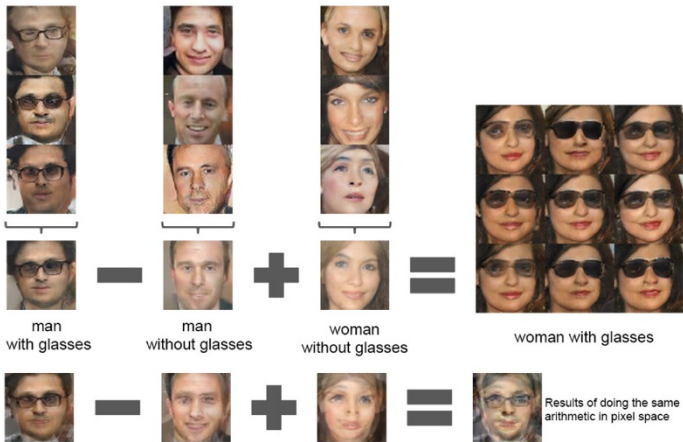 man
with glasses
man
without glasses
woman
without glasses
woman with glasses
Results of doing the same
arithmetic in pixel space